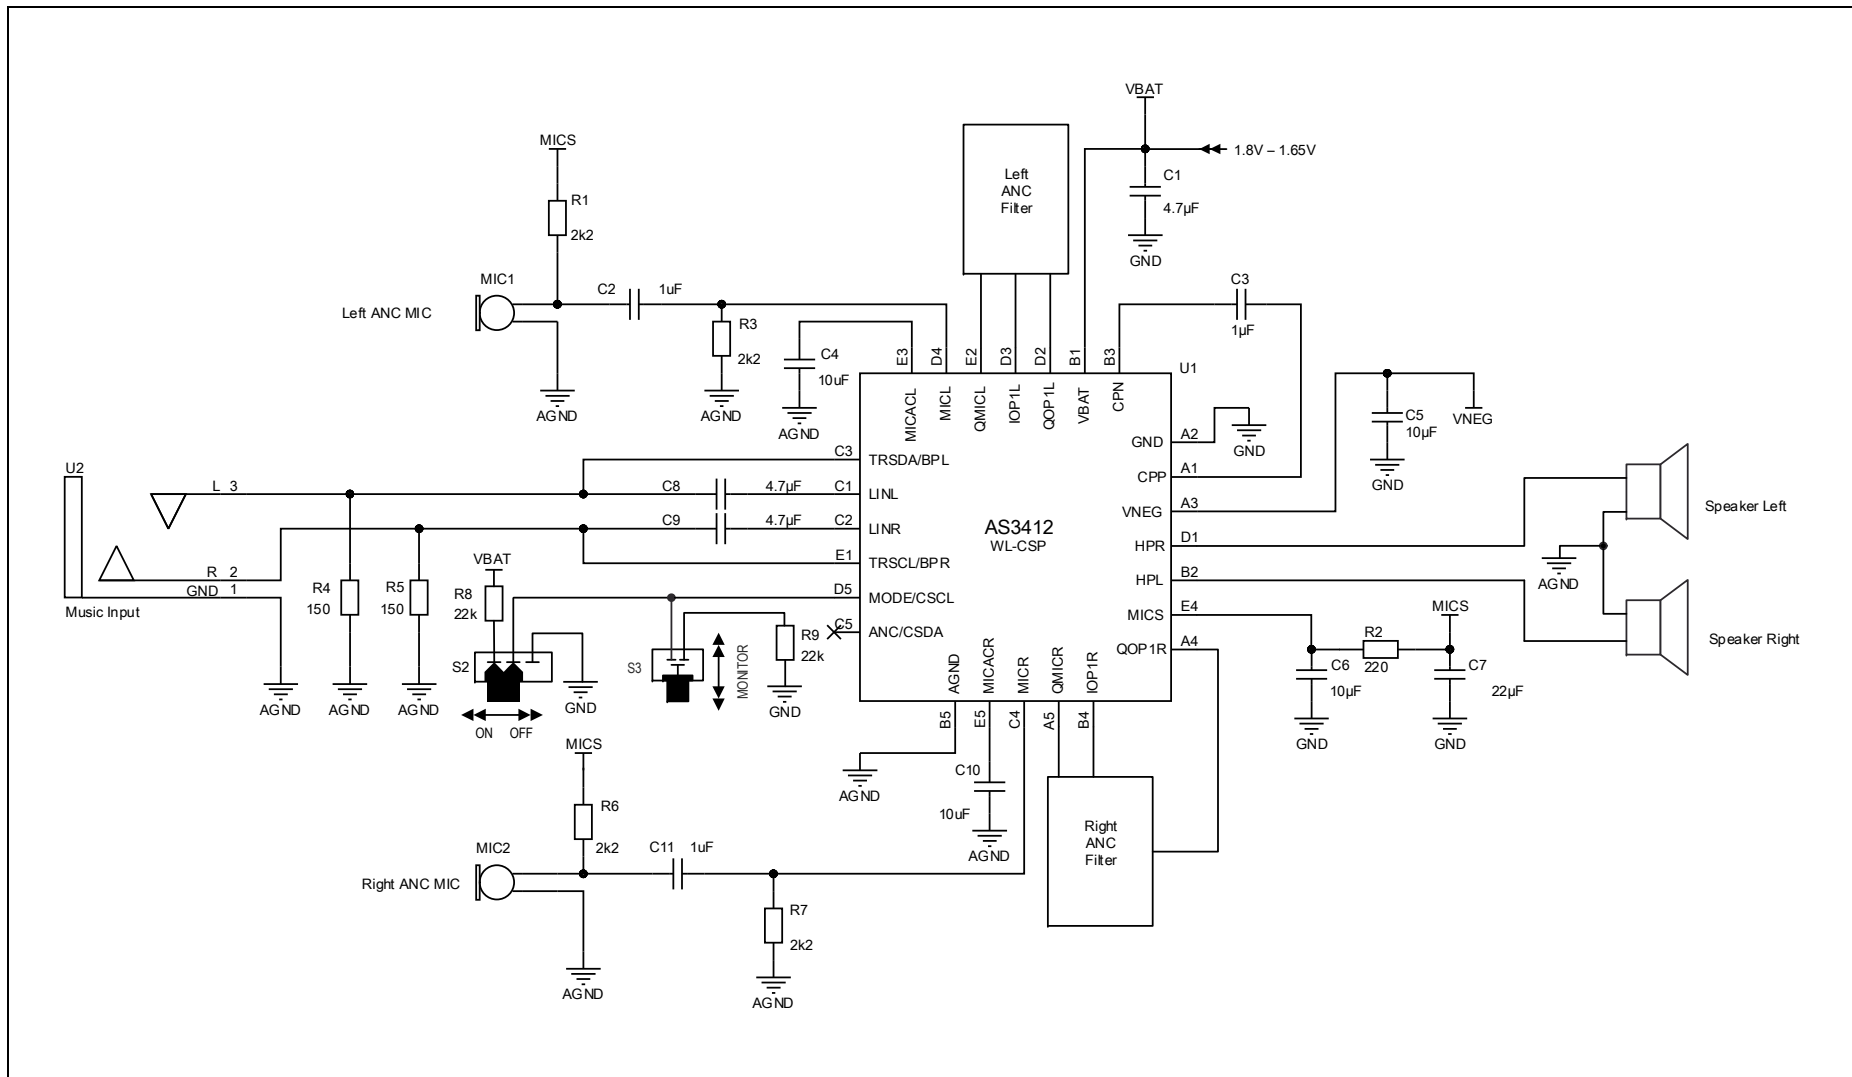 VBAT
1.8V – 1.65V
C1
4.7µF
GND
MICS
R1
2k2
MIC1
Left ANC MIC
C2
1uF
R3
2k2
AGND
AGND
C4
10uF
AGND
Left
ANC
Filter
C3
1µF
E3
D4
E2
D3
D2
B1
B3
U1
MICACL
MICL
QMICL
IOP1L
QOP1L
VBAT
CPN
C5
10µF
GND
VNEG
U2
L 3
R 2
GND 1
Music Input
C8
4.7µF
C9
4.7µF
C3
TRSDA/BPL
C1
LINL
C2
LINR
E1
TRSCL/BPR
D5
MODE/CSCL
C5
ANC/CSDA
AS3412
WL-CSP
GND
A2
GND
CPP
A1
VNEG
A3
HPR
D1
HPL
B2
MICS
E4
QOP1R
A4
Speaker Left
AGND
Speaker Right
R4
150
R5
150
VBAT
R8
22k
S2
ON
OFF
GND
S3
MONITOR
R9
22k
GND
AGND
AGND
AGND
MICS
R2
220
C6
10µF
C7
22µF
GND
GND
AGND
MICACR
MICR
QMICR
IOP1R
B5
E5
C4
A5
B4
AGND
C10
10uF
AGND
Right
ANC
Filter
MICS
R6
2k2
MIC2
Right ANC MIC
C11
1uF
R7
2k2
AGND
AGND